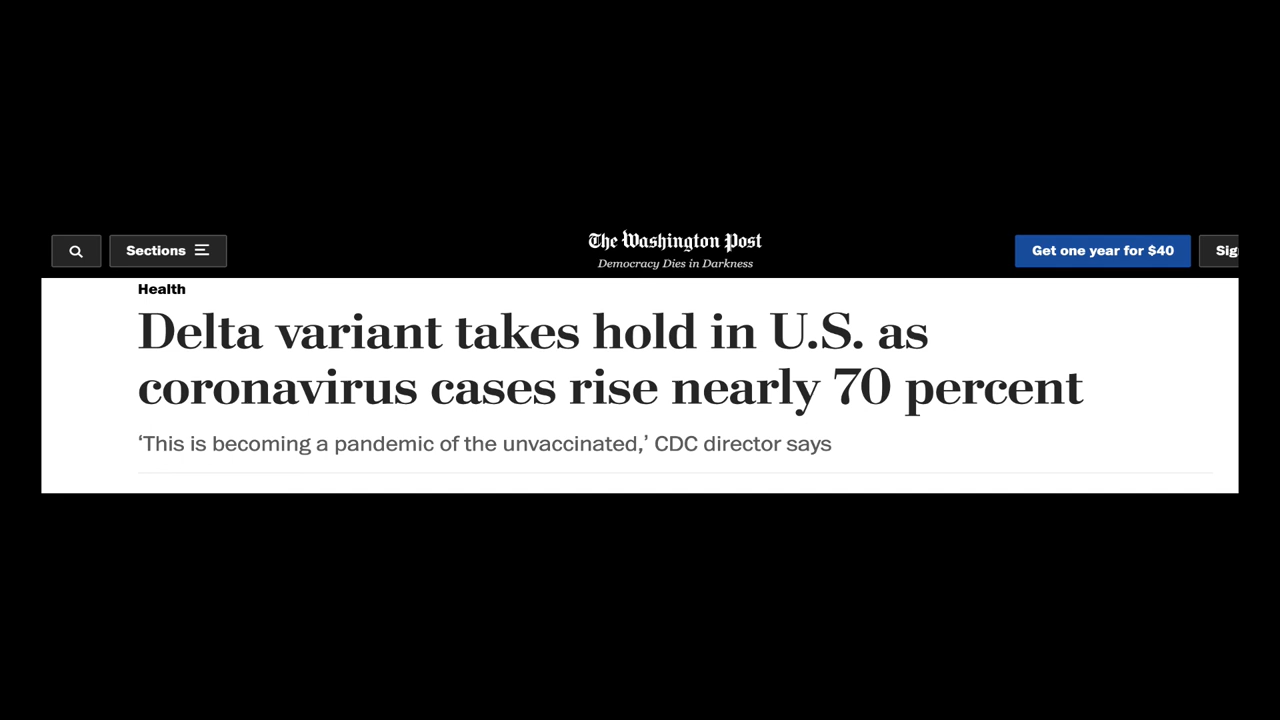 Sections
The Washington Post
Democracy Dies in Darkness
Get one year for $40
Sig
Health
Delta variant takes hold in U.S. as
coronavirus cases rise nearly 70 percent
‘This is becoming a pandemic of the unvaccinated,’ CDC director says